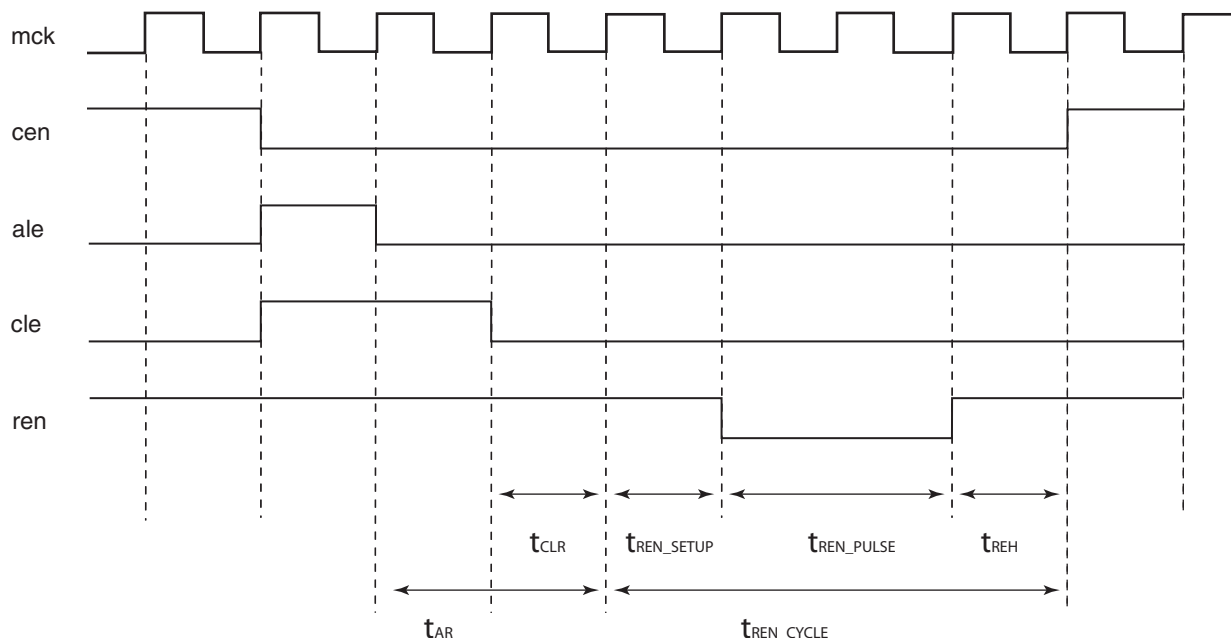 mck
cen
ale
cle
ren
tCLR tREN_SETUP tREN_PULSE tREH
tAR tREN_CYCLE